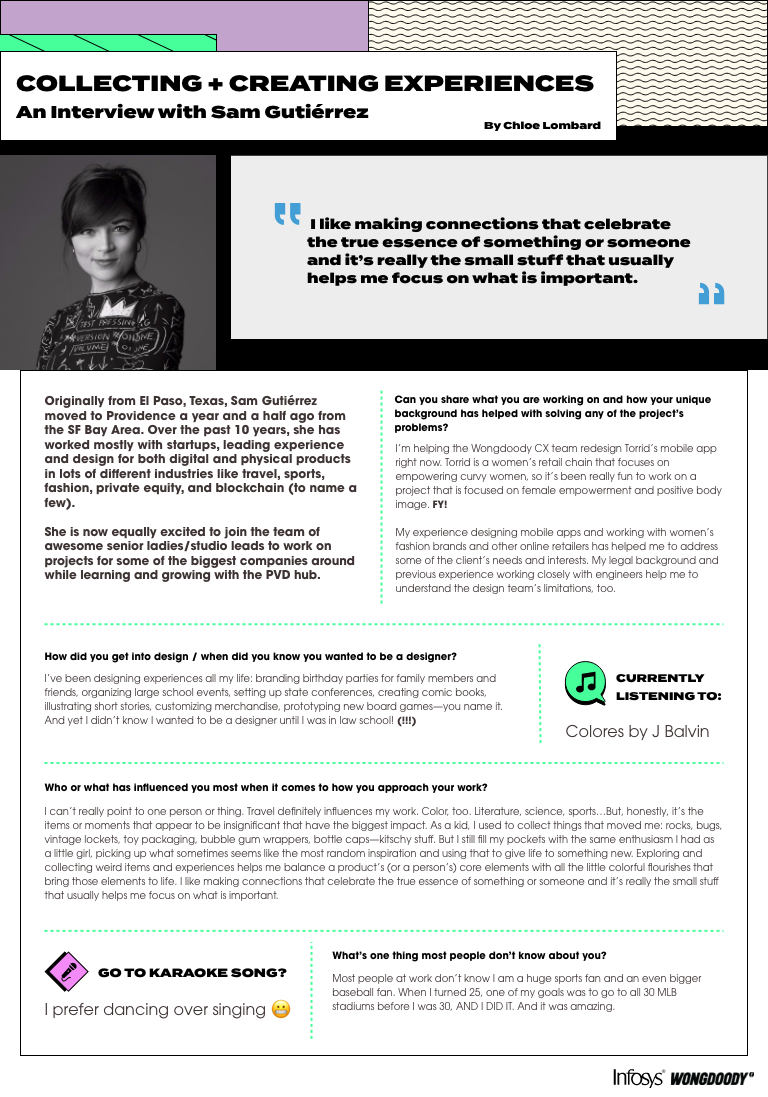 COLLECTING + CREATING EXPERIENCES
An Interview with Sam Gutiérrez
By Chloe Lombard
TEST PRESSING
VERSION
VOLUME
ONLINE
ONE
“ I like making connections that celebrate
the true essence of something or someone
and it’s really the small stuff that usually
helps me focus on what is important. ”
Originally from El Paso, Texas, Sam Gutiérrez
moved to Providence a year and a half ago from
the SF Bay Area. Over the past 10 years, she has
worked mostly with startups, leading experience
and design for both digital and physical products
in lots of different industries like travel, sports,
fashion, private equity, and blockchain (to name a
few).
She is now equally excited to join the team of
awesome senior ladies/studio leads to work on
projects for some of the biggest companies around
while learning and growing with the PVD hub.
Can you share what you are working on and how your unique
background has helped with solving any of the project’s
problems?
I’m helping the Wongdoody CX team redesign Torrid’s mobile app
right now. Torrid is a women’s retail chain that focuses on
empowering curvy women, so it’s been really fun to work on a
project that is focused on female empowerment and positive body
image. FY!
My experience designing mobile apps and working with women’s
fashion brands and other online retailers has helped me to address
some of the client’s needs and interests. My legal background and
previous experience working closely with engineers help me to
understand the design team’s limitations, too.
How did you get into design / when did you know you wanted to be a designer?
I’ve been designing experiences all my life: branding birthday parties for family members and
friends, organizing large school events, setting up state conferences, creating comic books,
illustrating short stories, customizing merchandise, prototyping new board games—you name it.
And yet I didn’t know I wanted to be a designer until I was in law school! (!!!)
CURRENTLY
LISTENING TO:
Colores by J Balvin
Who or what has influenced you most when it comes to how you approach your work?
I can’t really point to one person or thing. Travel definitely influences my work. Color, too. Literature, science, sports…But, honestly, it’s the
items or moments that appear to be insignificant that have the biggest impact. As a kid, I used to collect things that moved me: rocks, bugs,
vintage lockets, toy packaging, bubble gum wrappers, bottle caps—kitschy stuff. But I still fill my pockets with the same enthusiasm I had as
a little girl, picking up what sometimes seems like the most random inspiration and using that to give life to something new. Exploring and
collecting weird items and experiences helps me balance a product’s (or a person’s) core elements with all the little colorful flourishes that
bring those elements to life. I like making connections that celebrate the true essence of something or someone and it’s really the small stuff
that usually helps me focus on what is important.
GO TO KARAOKE SONG?
I prefer dancing over singing 😬
What’s one thing most people don’t know about you?
Most people at work don’t know I am a huge sports fan and an even bigger
baseball fan. When I turned 25, one of my goals was to go to all 30 MLB
stadiums before I was 30, AND I DID IT. And it was amazing.
Infosys® WONGDOODY